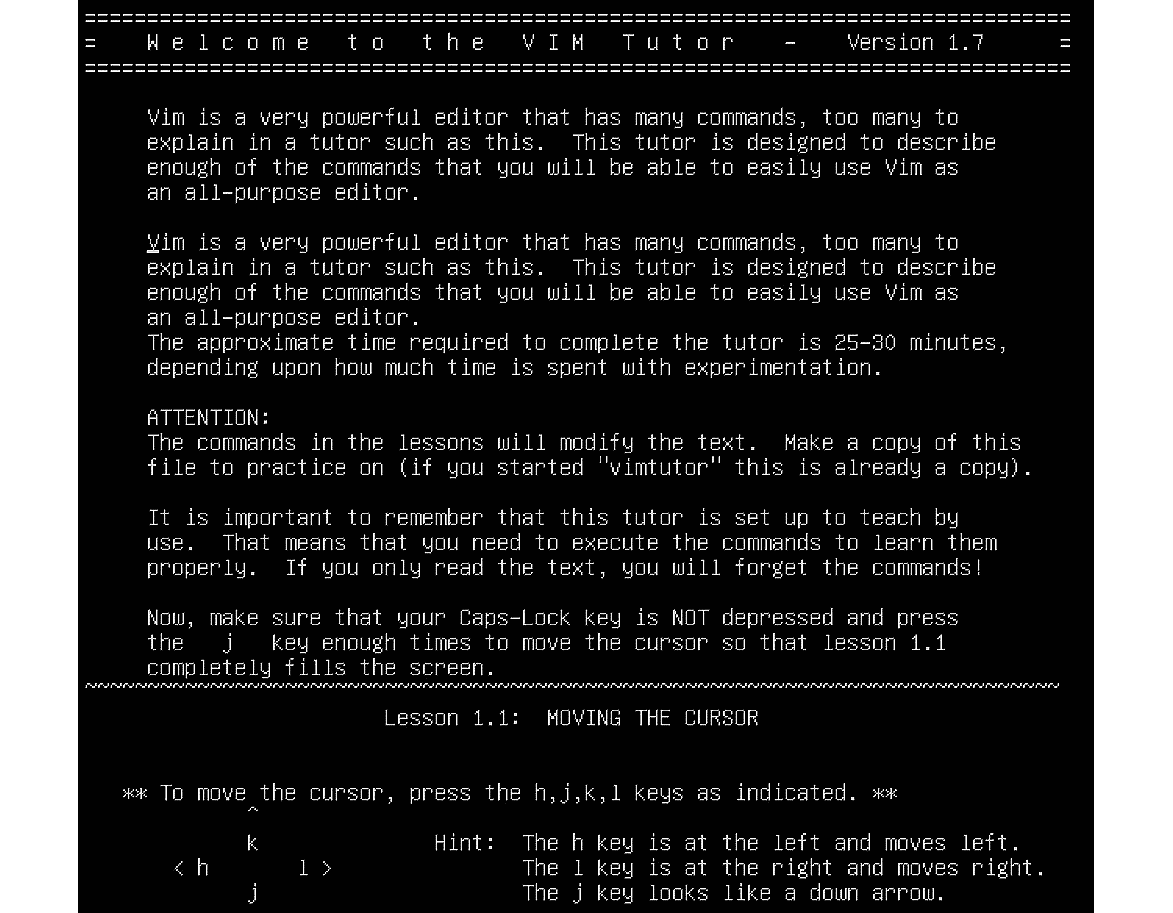 ===============================================================================
=    W e l c o m e   t o   t h e   V I M   T u t o r    -    Version 1.7      =
===============================================================================
Vim is a very powerful editor that has many commands, too many to
explain in a tutor such as this.  This tutor is designed to describe
enough of the commands that you will be able to easily use Vim as
an all-purpose editor.
Vim is a very powerful editor that has many commands, too many to
explain in a tutor such as this.  This tutor is designed to describe
enough of the commands that you will be able to easily use Vim as
an all-purpose editor.
The approximate time required to complete the tutor is 25-30 minutes,
depending upon how much time is spent with experimentation.
ATTENTION:
The commands in the lessons will modify the text.  Make a copy of this
file to practice on (if you started "vimtutor" this is already a copy).
It is important to remember that this tutor is set up to teach by
use.  That means that you need to execute the commands to learn them
properly.  If you only read the text, you will forget the commands!
Now, make sure that your Caps-Lock key is NOT depressed and press
the   j   key enough times to move the cursor so that lesson 1.1
completely fills the screen.
~~~~~~~~~~~~~~~~~~~~~~~~~~~~~~~~~~~~~~~~~~~~~~~~~~~~~~~~~~~~~~~~~~~~~~~~~~~~~~
Lesson 1.1:  MOVING THE CURSOR
** To move the cursor, press the h,j,k,l keys as indicated. **
^
k              Hint:  The h key is at the left and moves left.
< h       l >               The l key is at the right and moves right.
j                     The j key looks like a down arrow.